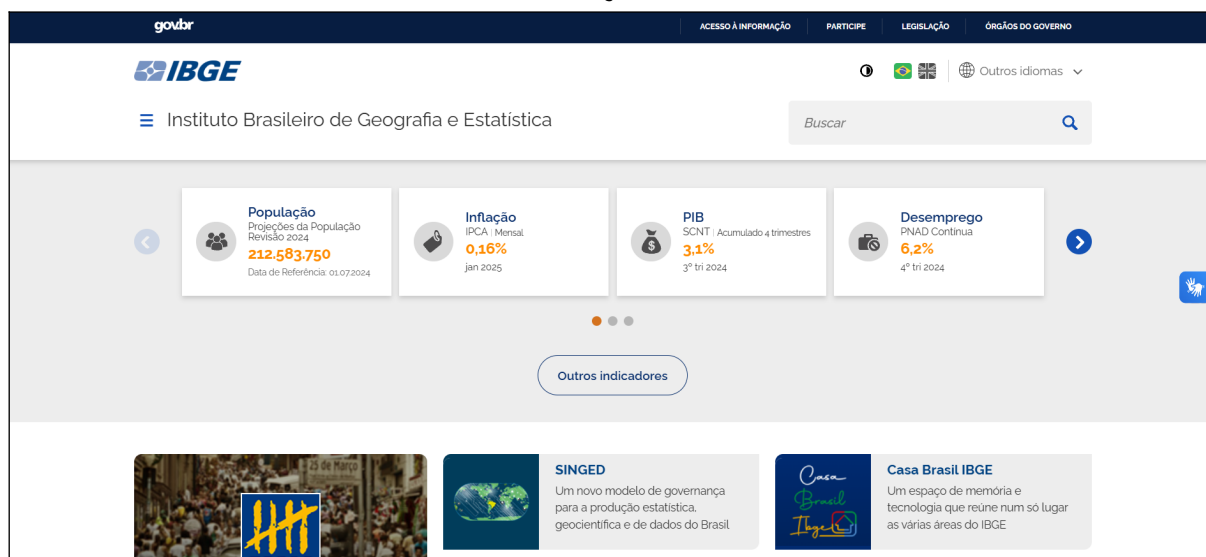 gov.br
ACESSO À INFORMAÇÃO
PARTICIPE
LEGISLAÇÃO
ÓRGÃOS DO GOVERNO
IBGE
Outros idiomas
Instituto Brasileiro de Geografia e Estatística
Buscar
População
Projeções da População
Revisão 2024
212.583.750
Data de Referência: 01.07.2024
Inflação
IPCA | Mensal
0,16%
jan 2025
PIB
SCNT | Acumulado 4 trimestres
3,1%
3º tri 2024
Desemprego
PNAD Contínua
6,2%
4º tri 2024
Outros indicadores
25 de Março
SINGED
Um novo modelo de governança
para a produção estatística,
geocientífica e de dados do Brasil
Casa
Brasil
Ibge
Casa Brasil IBGE
Um espaço de memória e
tecnologia que reúne num só lugar
as várias áreas do IBGE